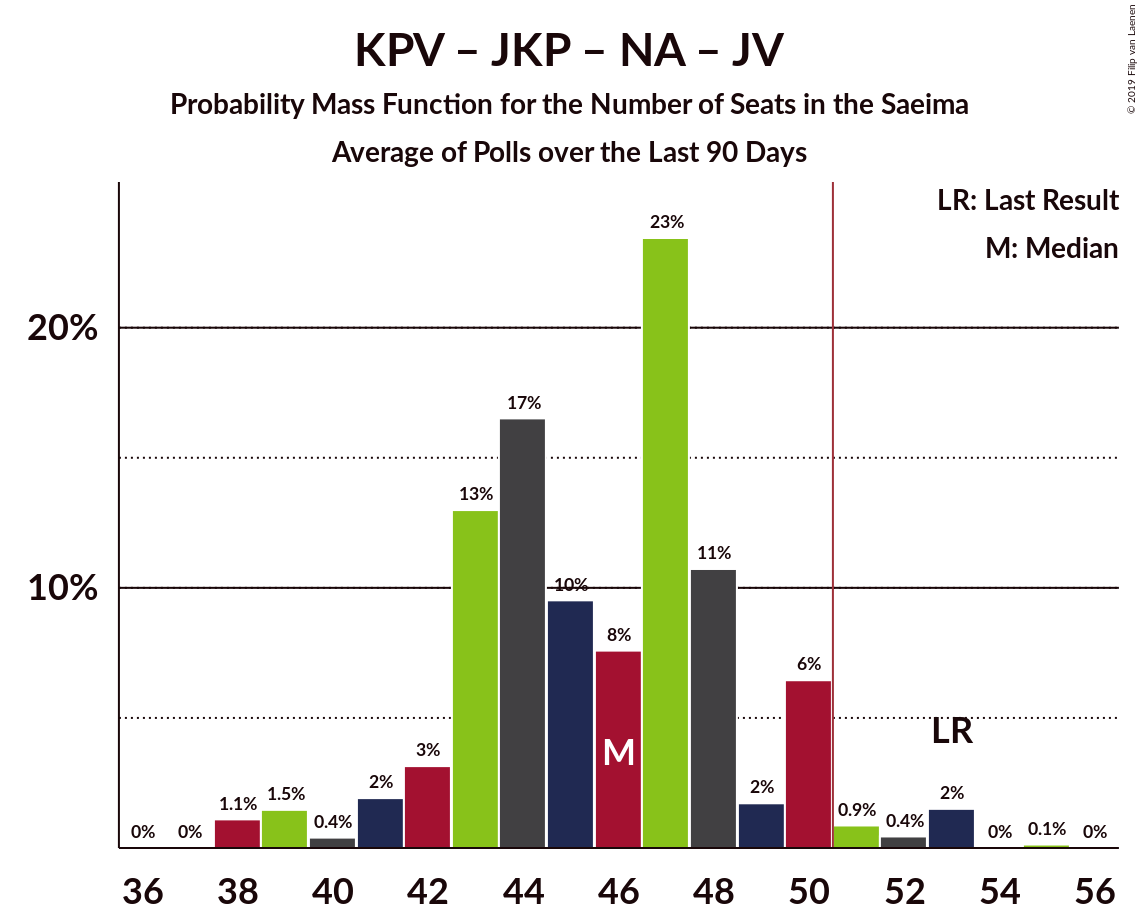 KPV – JKP – NA – JV
Probability Mass Function for the Number of Seats in the Saeima
Average of Polls over the Last 90 Days
© 2019 Filip van Laenen
LR: Last Result
M: Median
20%
10%
0%
0%
1.1%
1.5%
0.4%
2%
3%
13%
17%
10%
8%
23%
11%
2%
6%
0.9%
0.4%
2%
0%
0.1%
0%
M
LR
36 38 40 42 44 46 48 50 52 54 56